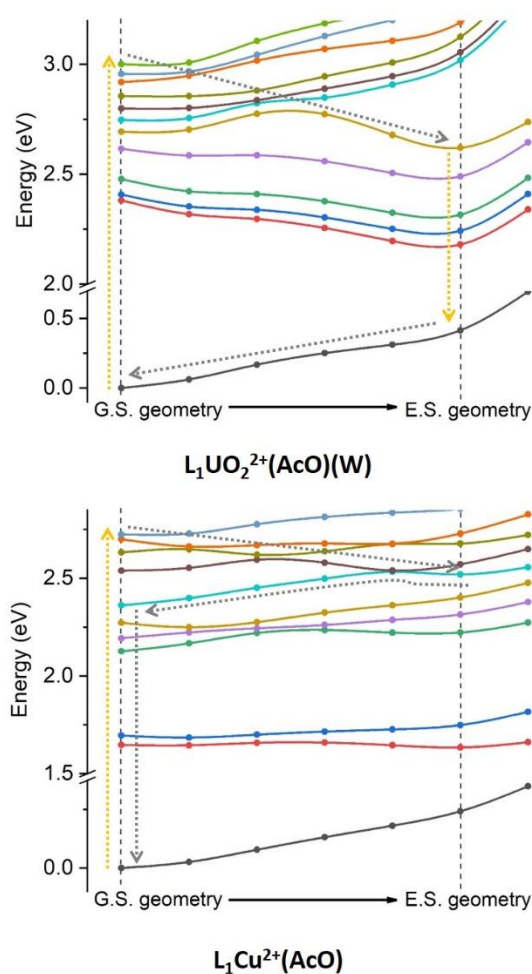 3.0
2.5
2.0
0.5
0.0
Energy (eV)
G.S. geometry
E.S. geometry
L₁UO₂²⁺(AcO)(W)
2.5
2.0
1.5
0.0
Energy (eV)
G.S. geometry
E.S. geometry
L₁Cu²⁺(AcO)